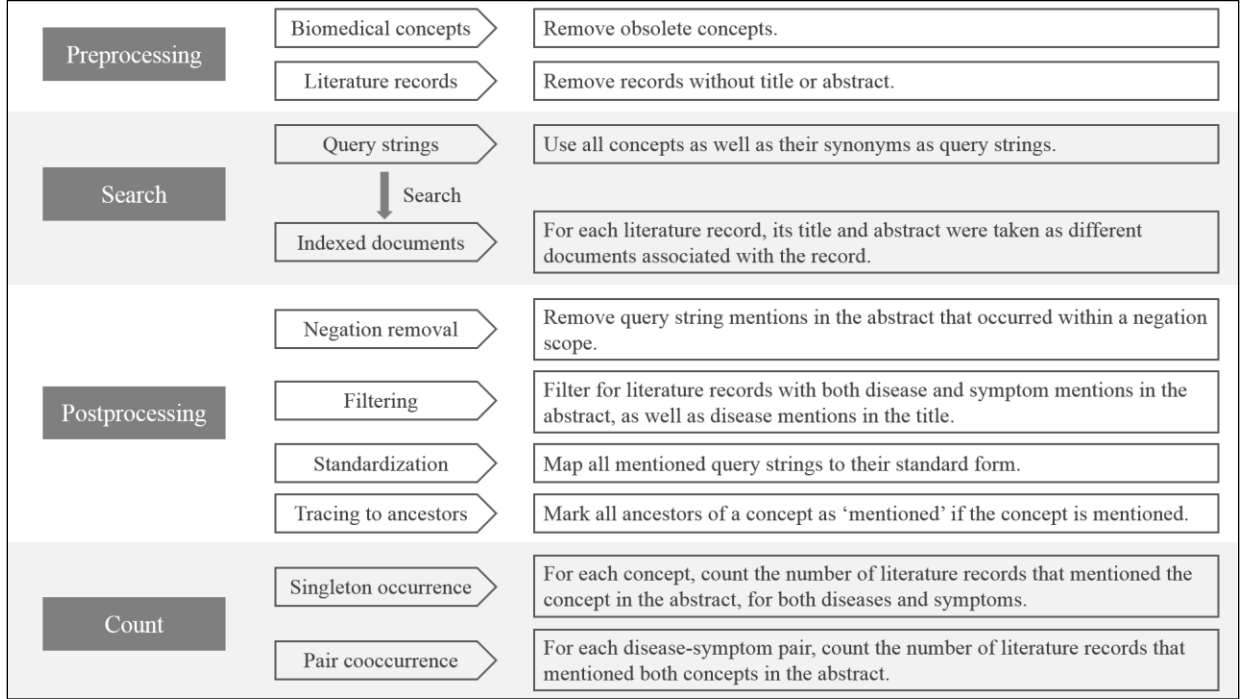 Preprocessing
Biomedical concepts
Remove obsolete concepts.
Literature records
Remove records without title or abstract.
Search
Query strings
Use all concepts as well as their synonyms as query strings.
Search
Indexed documents
For each literature record, its title and abstract were taken as different
documents associated with the record.
Postprocessing
Negation removal
Remove query string mentions in the abstract that occurred within a negation
scope.
Filtering
Filter for literature records with both disease and symptom mentions in the
abstract, as well as disease mentions in the title.
Standardization
Map all mentioned query strings to their standard form.
Tracing to ancestors
Mark all ancestors of a concept as ‘mentioned’ if the concept is mentioned.
Count
Singleton occurrence
For each concept, count the number of literature records that mentioned the
concept in the abstract, for both diseases and symptoms.
Pair cooccurrence
For each disease-symptom pair, count the number of literature records that
mentioned both concepts in the abstract.